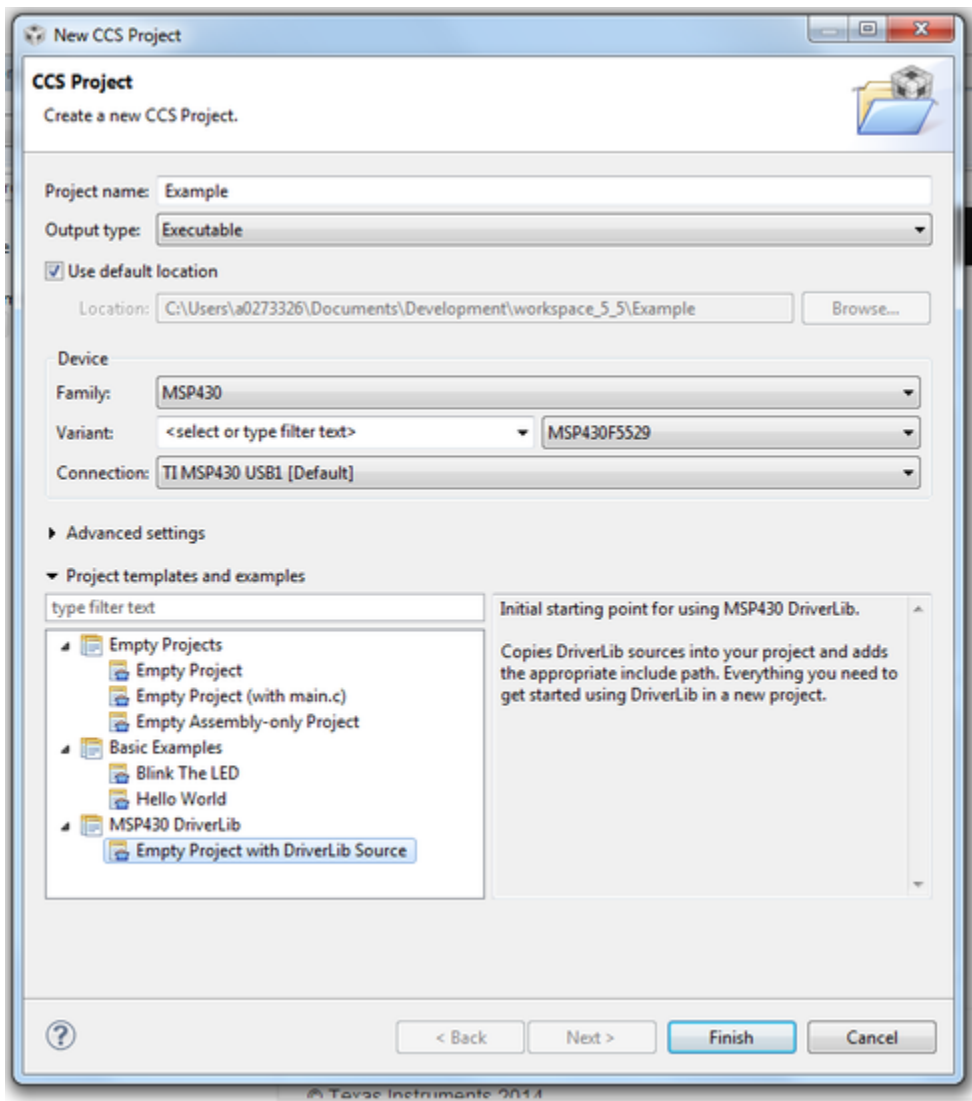 New CCS Project
CCS Project
Create a new CCS Project.
Project name: Example
Output type: Executable
Use default location
Location: C:\Users\a0273326\Documents\Development\workspace_5_5\Example Browse...
Device
Family: MSP430
Variant: <select or type filter text> MSP430F5529
Connection: TI MSP430 USB1 [Default]
Advanced settings
Project templates and examples
type filter text
Empty Projects
Empty Project
Empty Project (with main.c)
Empty Assembly-only Project
Basic Examples
Blink The LED
Hello World
MSP430 DriverLib
Empty Project with DriverLib Source
Initial starting point for using MSP430 DriverLib.
Copies DriverLib sources into your project and adds
the appropriate include path. Everything you need to
get started using DriverLib in a new project.
? < Back Next > Finish Cancel
© Texas Instruments 2014